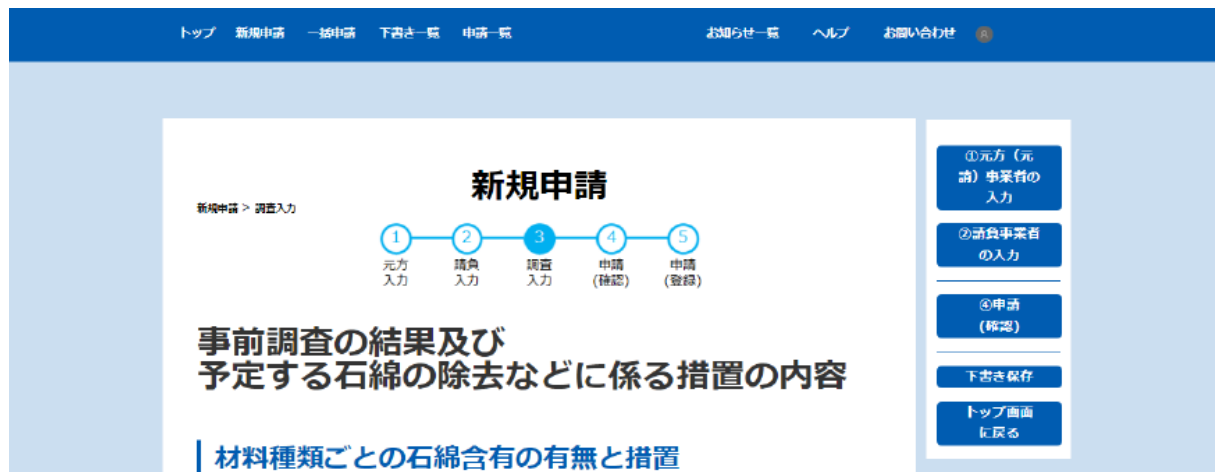 トップ 新規申請 一括申請 下書き一覧 申請一覧 お知らせ一覧 ヘルプ お問い合わせ
新規申請
新規申請 > 調査入力
1 2 3 4 5
元方 請負 調査 申請 申請
入力 入力 入力 (確認) (登録)
事前調査の結果及び
予定する石綿の除去などに係る措置の内容
材料種類ごとの石綿含有の有無と措置
①元方（元
請）事業者の
入力
②請負事業者
の入力
④申請
(確認)
下書き保存
トップ画面
に戻る